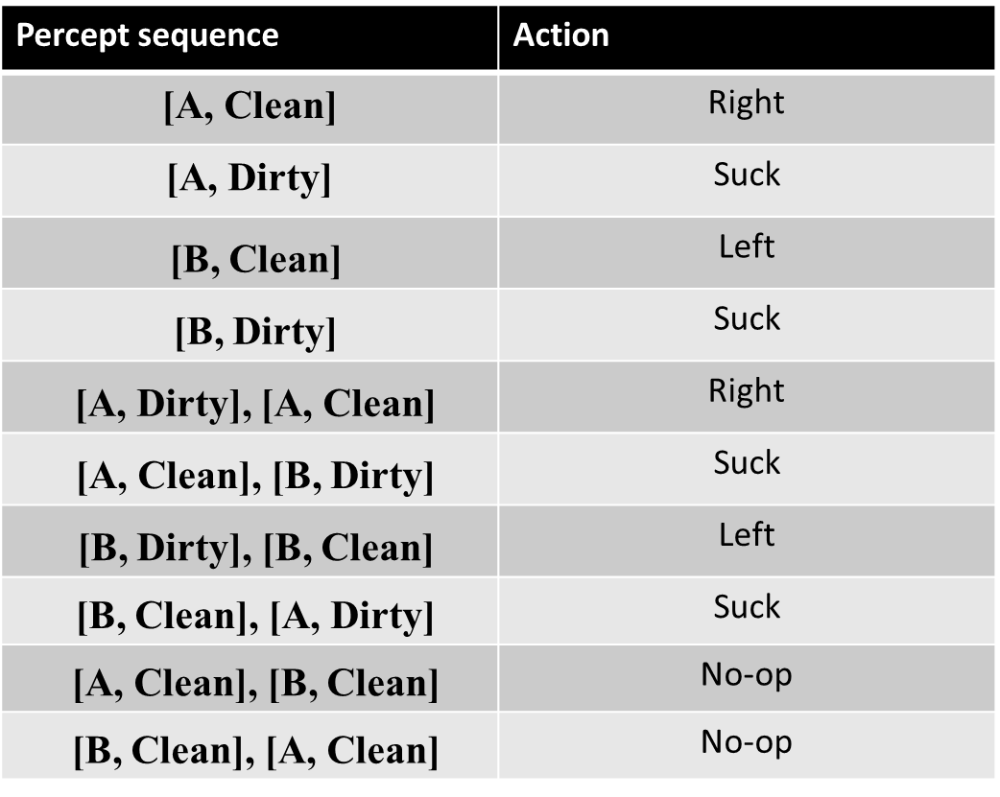 Percept sequence Action
[A, Clean] Right
[A, Dirty] Suck
[B, Clean] Left
[B, Dirty] Suck
[A, Dirty], [A, Clean] Right
[A, Clean], [B, Dirty] Suck
[B, Dirty], [B, Clean] Left
[B, Clean], [A, Dirty] Suck
[A, Clean], [B, Clean] No-op
[B, Clean], [A, Clean] No-op